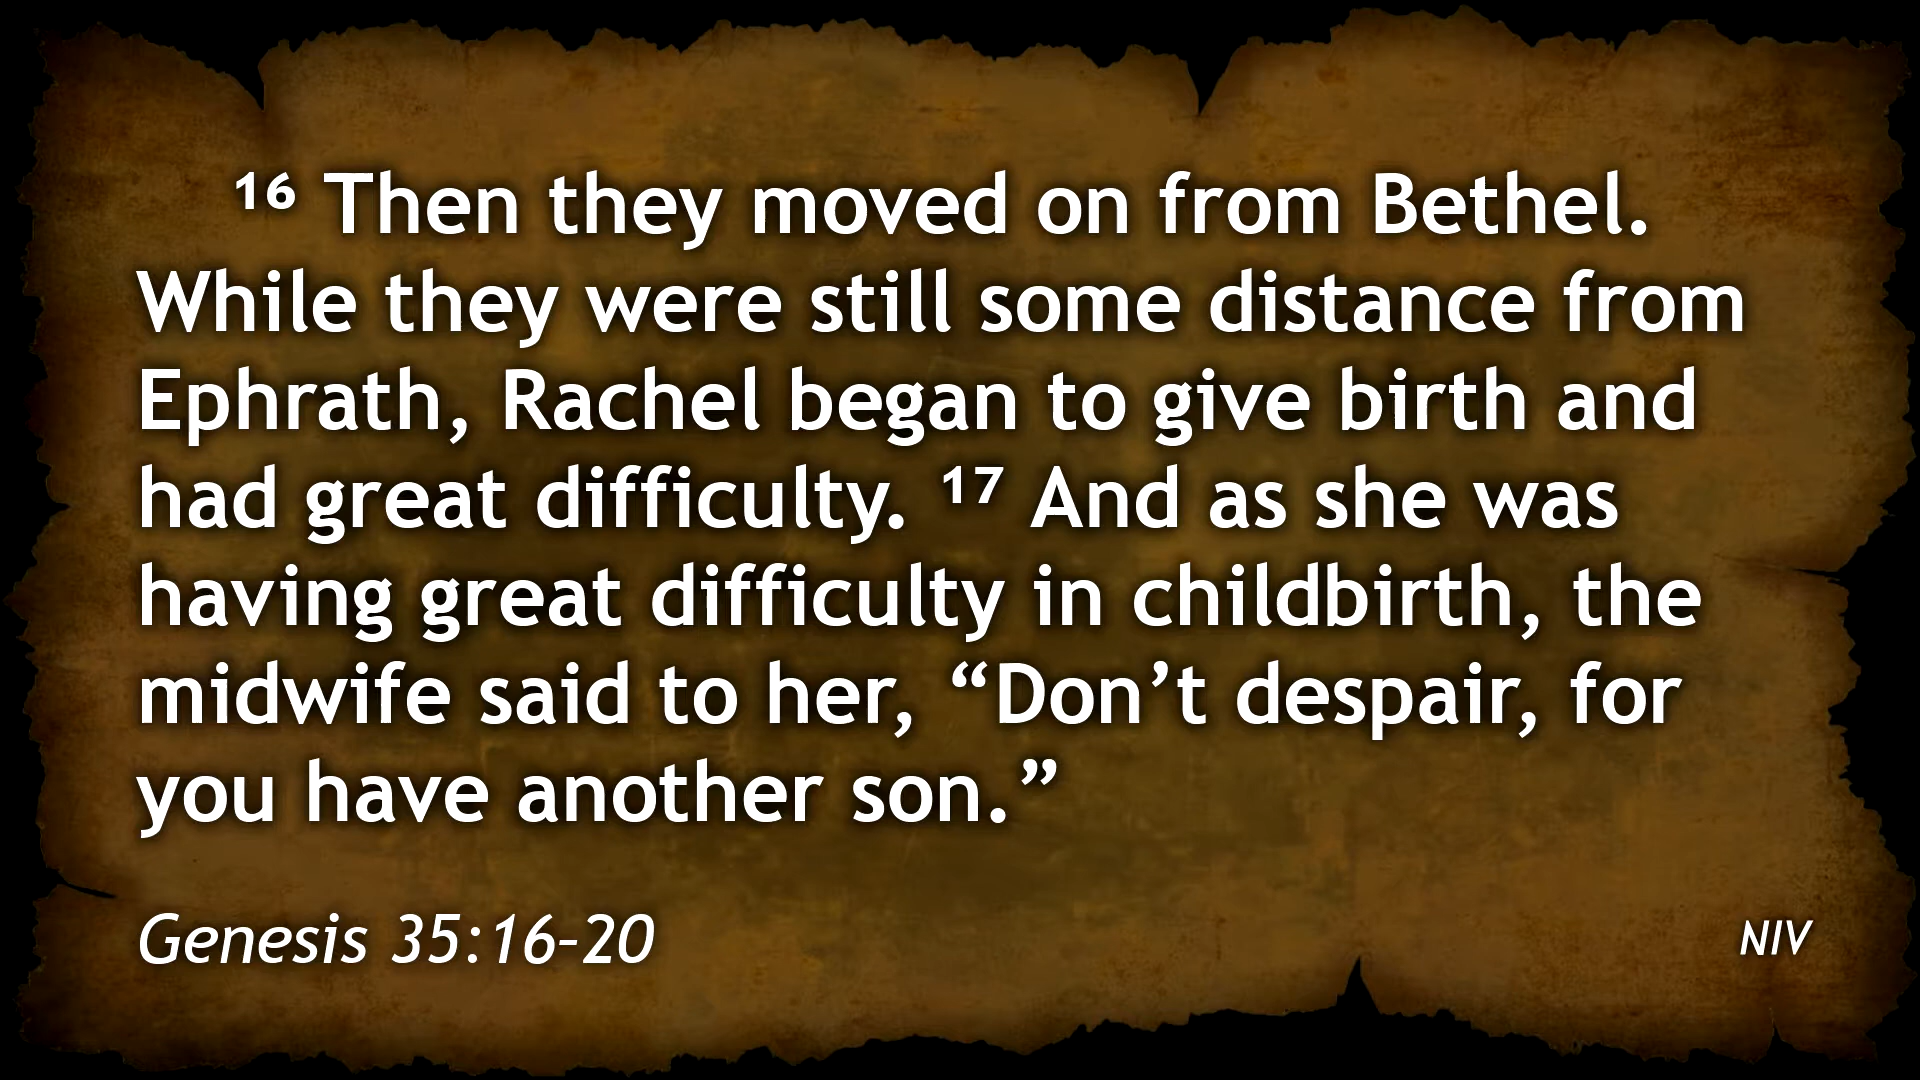 ¹⁶ Then they moved on from Bethel.
While they were still some distance from
Ephrath, Rachel began to give birth and
had great difficulty. ¹⁷ And as she was
having great difficulty in childbirth, the
midwife said to her, “Don’t despair, for
you have another son.”
Genesis 35:16–20
NIV